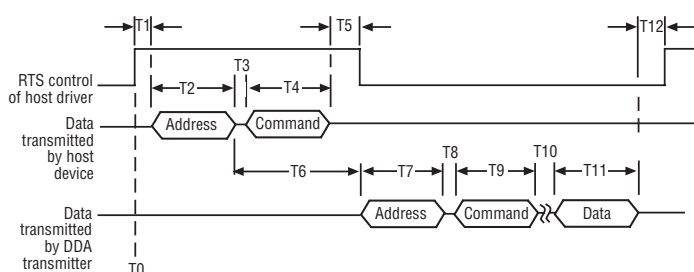 T1
T5
T12
T3
RTS control
of host driver
T2
T4
Data
transmitted
by host
device
Address
Command
T6
T7
T8
T9
T10
T11
Data
transmitted
by DDA
transmitter
Address
Command
Data
T0